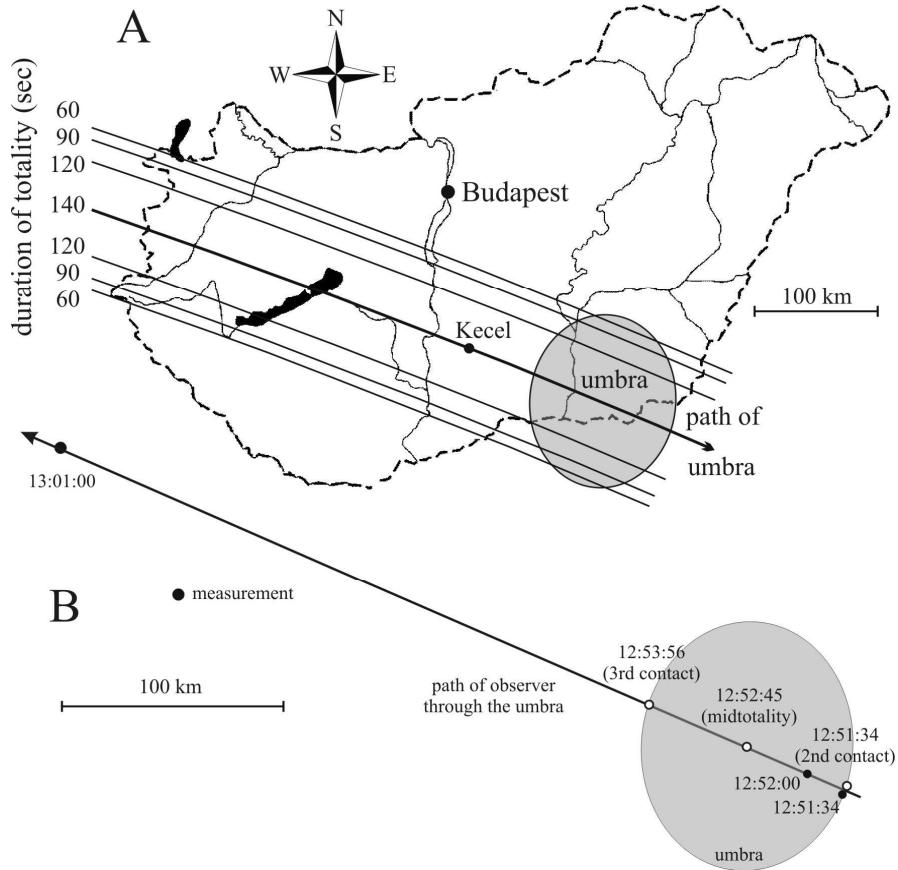 A
N
W
E
S
duration of totality (sec)
60
90
120
140
120
90
60
Budapest
100 km
Kecel
umbra
path of
umbra
13:01:00
B
measurement
100 km
path of observer
through the umbra
12:53:56
(3rd contact)
12:52:45
(midtotality)
12:51:34
(2nd contact)
12:52:00
12:51:34
umbra